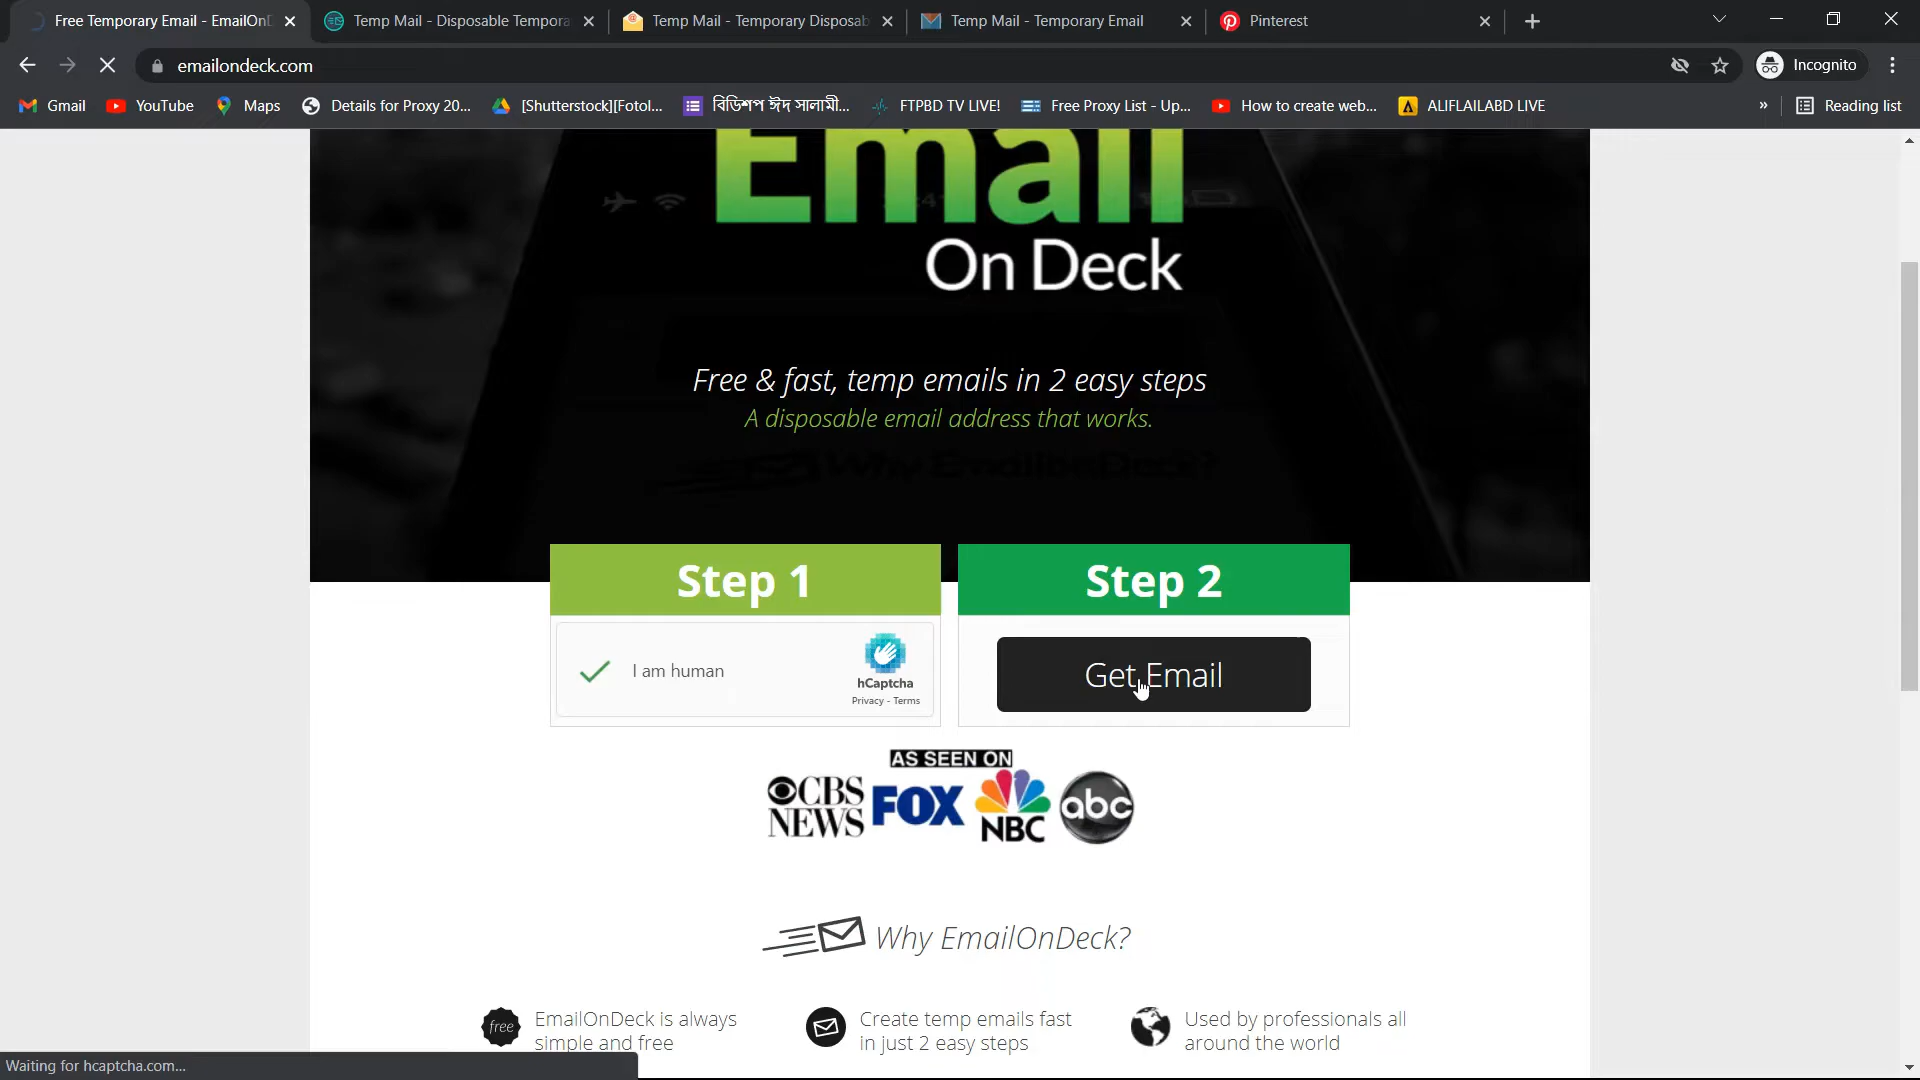 Free Temporary Email - EmailOnD
Temp Mail - Disposable Tempora
Temp Mail - Temporary Disposab
Temp Mail - Temporary Email
Pinterest
emailondeck.com
Incognito
Gmail
YouTube
Maps
Details for Proxy 20...
[Shutterstock][Fotol...
বিডিশপ ঈদ সালামী...
FTPBD TV LIVE!
Free Proxy List - Up...
How to create web...
ALIFLAILABD LIVE
»
Reading list
Email
On Deck
Free & fast, temp emails in 2 easy steps
A disposable email address that works.
Step 1
Step 2
I am human
hCaptcha
Privacy - Terms
Get Email
AS SEEN ON
CBS NEWS FOX NBC abc
Why EmailOnDeck?
free
EmailOnDeck is always
simple and free
Create temp emails fast
in just 2 easy steps
Used by professionals all
around the world
Waiting for hcaptcha.com...